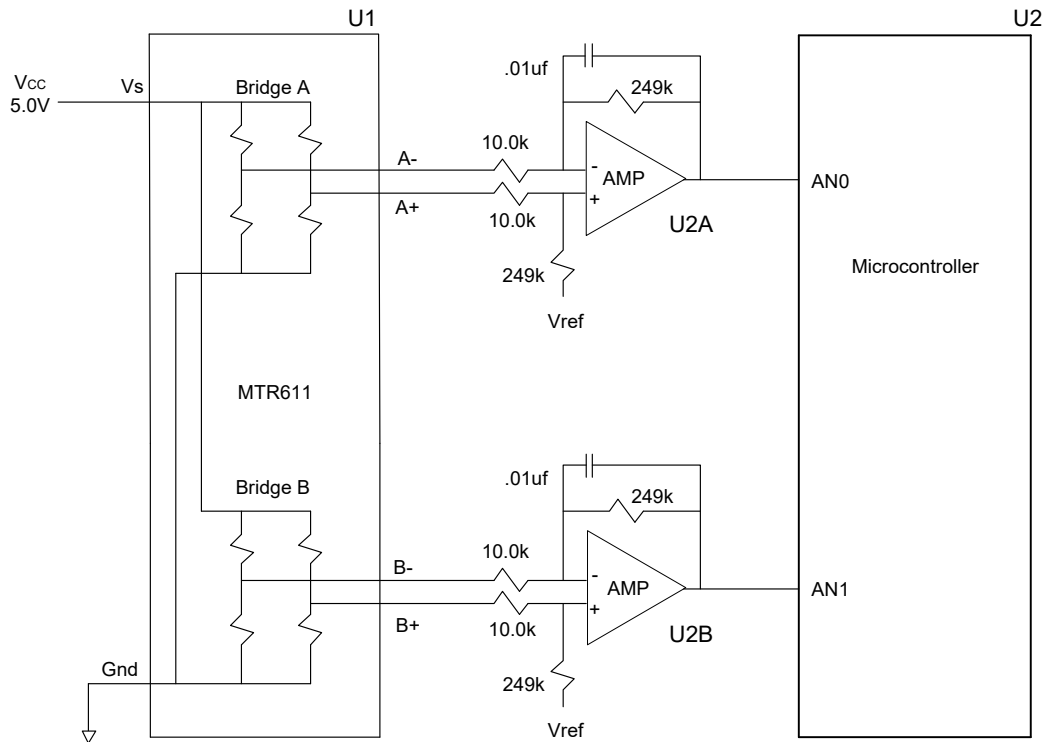 U1
U2
Vcc
5.0V
Vs
Bridge A
.01uf
249k
10.0k
A-
-
AMP
+
A+
10.0k
U2A
AN0
249k
Vref
Microcontroller
MTR611
Bridge B
.01uf
249k
10.0k
B-
-
AMP
+
B+
10.0k
U2B
AN1
Gnd
249k
Vref